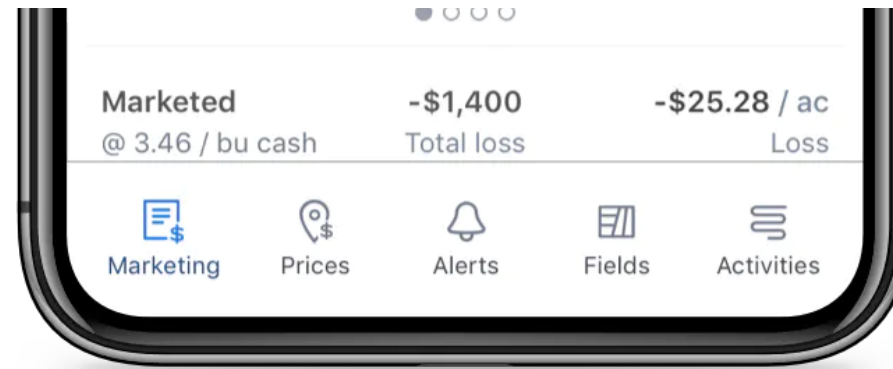 Marketed -$1,400 -$25.28 / ac
@ 3.46 / bu cash Total loss Loss
Marketing Prices Alerts Fields Activities